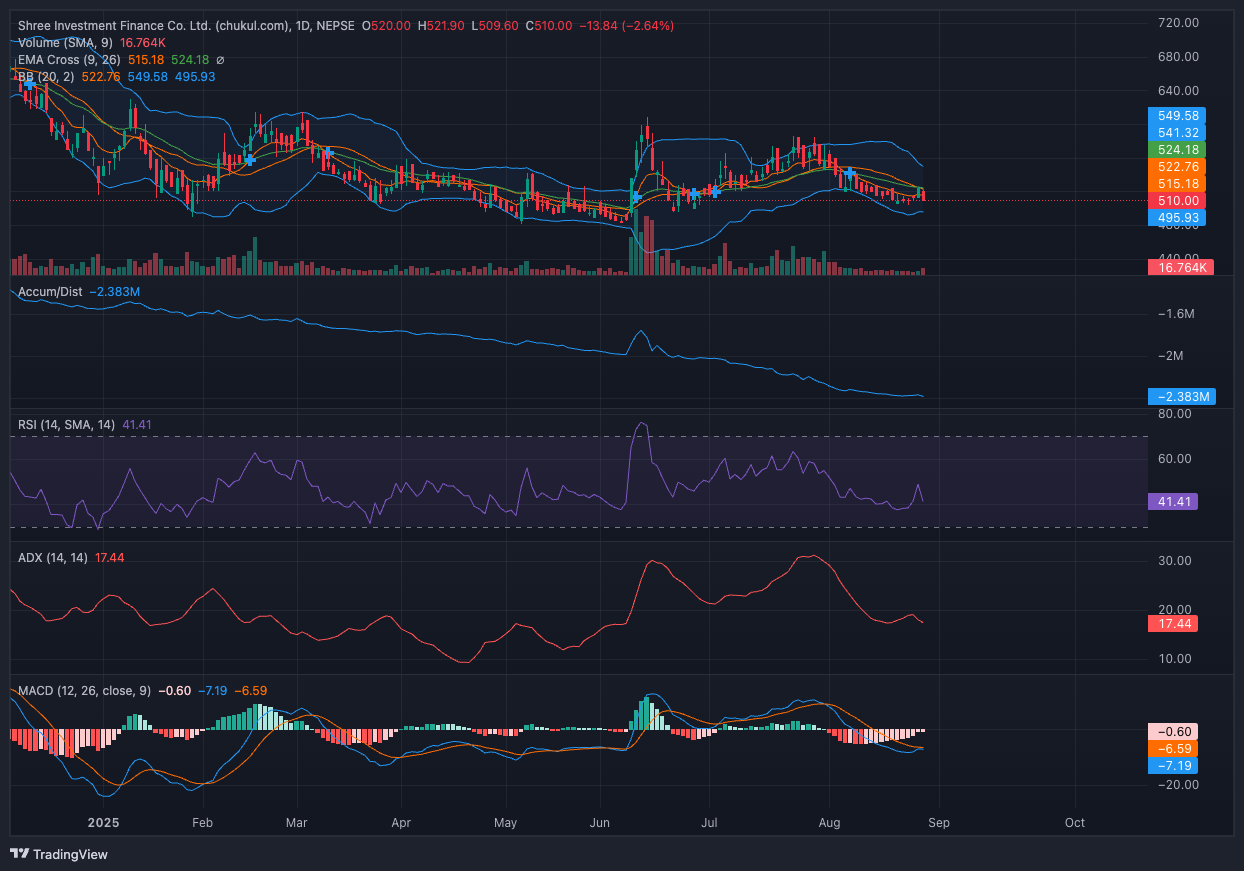 Shree Investment Finance Co. Ltd. (chukul.com), 1D, NEPSE O520.00 H521.90 L509.60 C510.00 −13.84 (−2.64%)
Volume (SMA, 9) 16.764K
EMA Cross (9, 26) 515.18 524.18 ∅
BB (20, 2) 522.76 549.58 495.93
720.00
680.00
640.00
549.58
541.32
524.18
522.76
515.18
510.00
495.93
480.00
440.00
16.764K
Accum/Dist −2.383M
−1.6M
−2M
−2.383M
RSI (14, SMA, 14) 41.41
80.00
60.00
41.41
ADX (14, 14) 17.44
30.00
20.00
17.44
10.00
MACD (12, 26, close, 9) −0.60 −7.19 −6.59
−0.60
−6.59
−7.19
−20.00
2025 Feb Mar Apr May Jun Jul Aug Sep Oct
TradingView